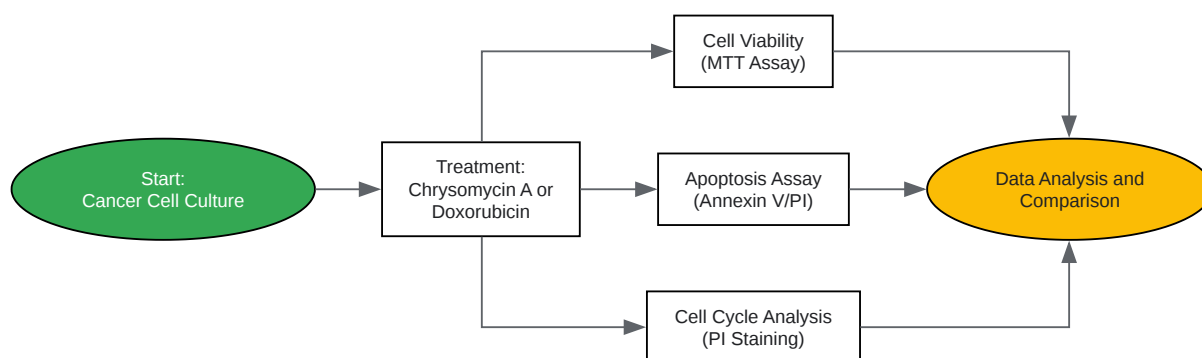 Start:
Cancer Cell Culture
Treatment:
Chrysomycin A or
Doxorubicin
Cell Viability
(MTT Assay)
Apoptosis Assay
(Annexin V/PI)
Cell Cycle Analysis
(PI Staining)
Data Analysis and
Comparison